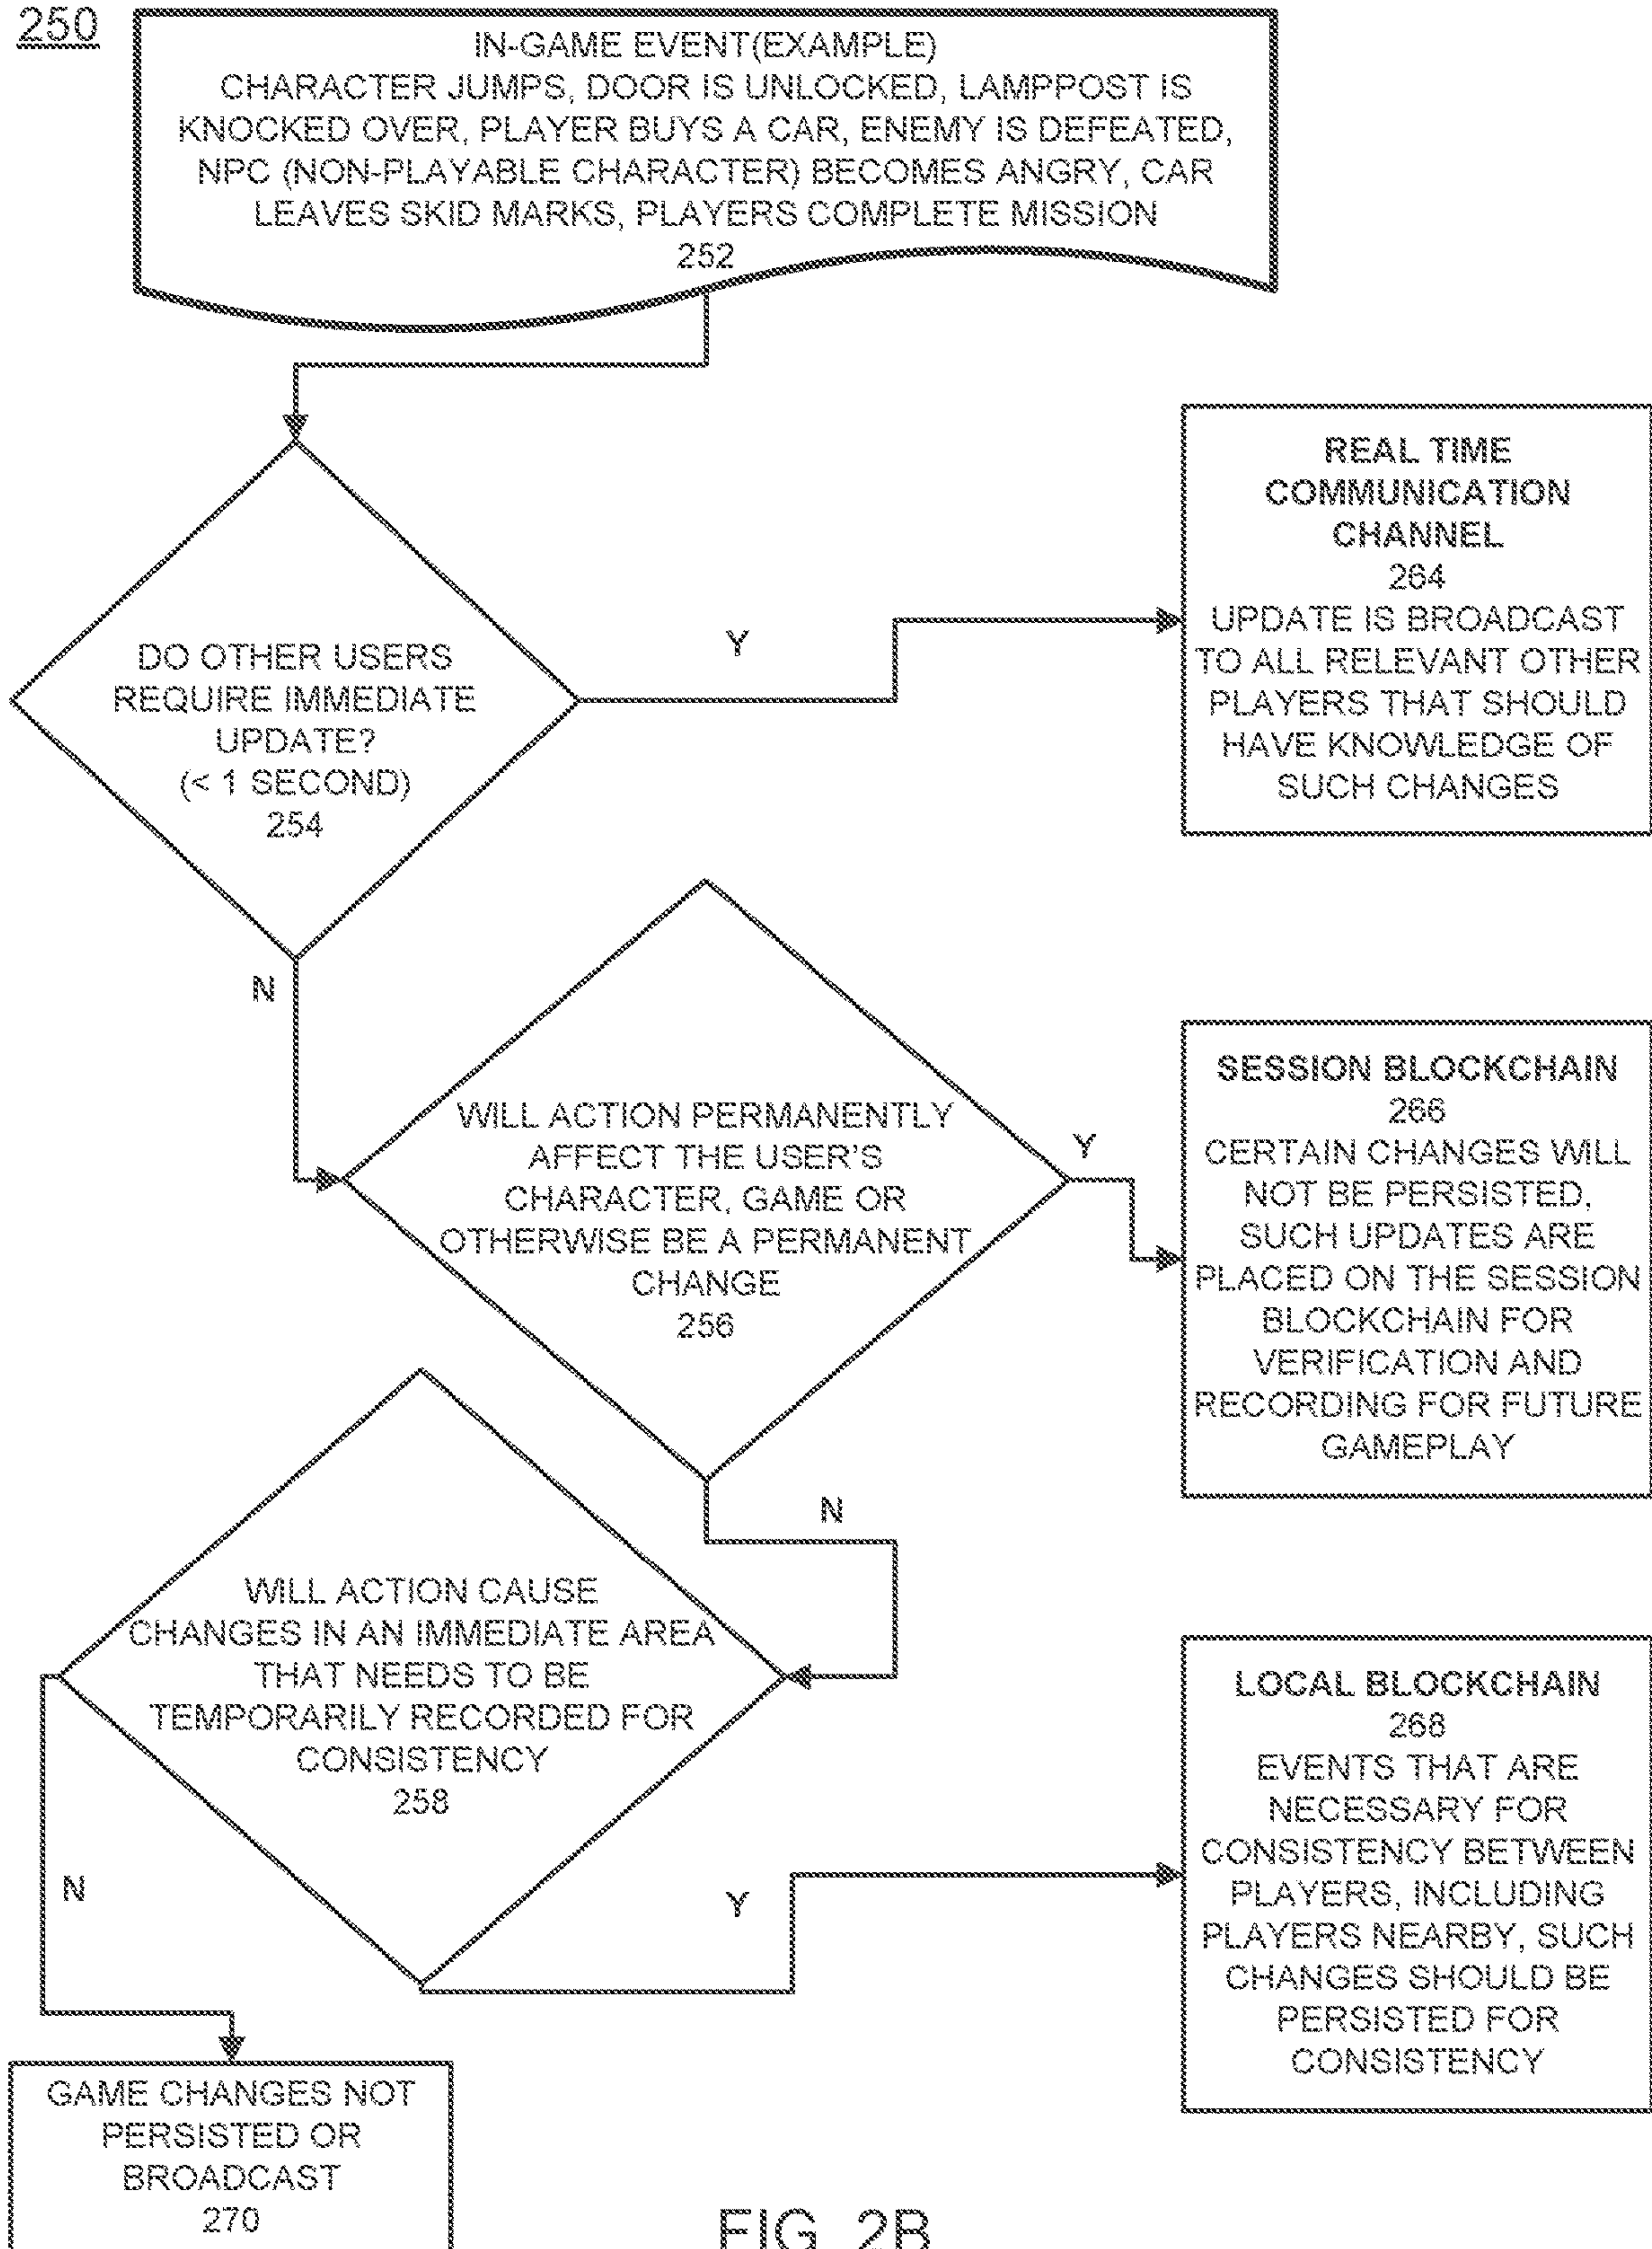 250
IN-GAME EVENT(EXAMPLE)
CHARACTER JUMPS, DOOR IS UNLOCKED, LAMPPOST IS
KNOCKED OVER, PLAYER BUYS A CAR, ENEMY IS DEFEATED,
NPC (NON-PLAYABLE CHARACTER) BECOMES ANGRY, CAR
LEAVES SKID MARKS, PLAYERS COMPLETE MISSION
252
DO OTHER USERS
REQUIRE IMMEDIATE
UPDATE?
(< 1 SECOND)
254
Y
REAL TIME
COMMUNICATION
CHANNEL
264
UPDATE IS BROADCAST
TO ALL RELEVANT OTHER
PLAYERS THAT SHOULD
HAVE KNOWLEDGE OF
SUCH CHANGES
N
WILL ACTION PERMANENTLY
AFFECT THE USER'S
CHARACTER, GAME OR
OTHERWISE BE A PERMANENT
CHANGE
256
Y
SESSION BLOCKCHAIN
266
CERTAIN CHANGES WILL
NOT BE PERSISTED,
SUCH UPDATES ARE
PLACED ON THE SESSION
BLOCKCHAIN FOR
VERIFICATION AND
RECORDING FOR FUTURE
GAMEPLAY
N
WILL ACTION CAUSE
CHANGES IN AN IMMEDIATE AREA
THAT NEEDS TO BE
TEMPORARILY RECORDED FOR
CONSISTENCY
258
Y
LOCAL BLOCKCHAIN
268
EVENTS THAT ARE
NECESSARY FOR
CONSISTENCY BETWEEN
PLAYERS, INCLUDING
PLAYERS NEARBY, SUCH
CHANGES SHOULD BE
PERSISTED FOR
CONSISTENCY
N
GAME CHANGES NOT
PERSISTED OR
BROADCAST
270
FIG. 2B